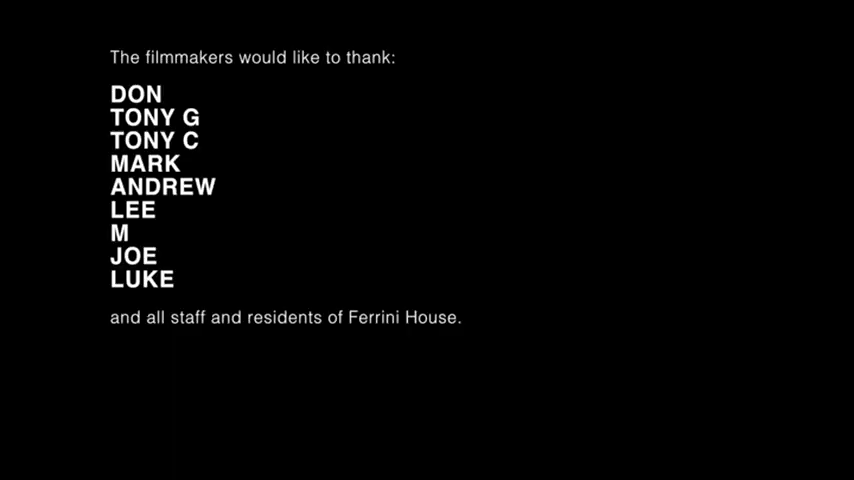 The filmmakers would like to thank:
DON
TONY G
TONY C
MARK
ANDREW
LEE
M
JOE
LUKE
and all staff and residents of Ferrini House.